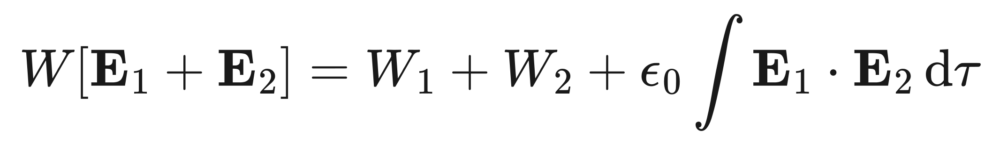 W[𝐄₁ + 𝐄₂] = W₁ + W₂ + ϵ₀ ∫ 𝐄₁ · 𝐄₂ dτ